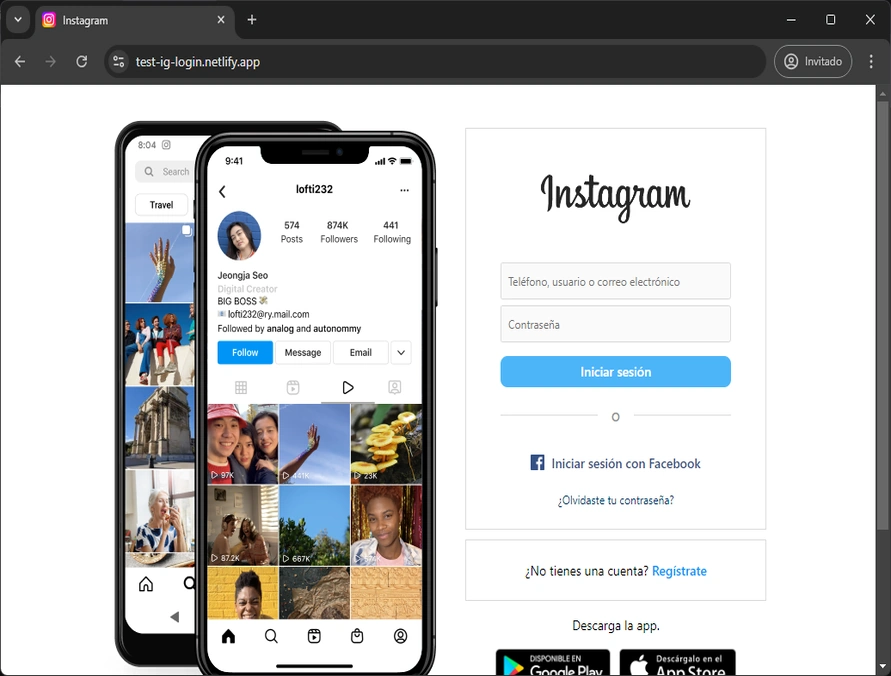 Instagram
test-ig-login.netlify.app
Invitado
8:04
Search
Travel
9:41
lofti232
574
874K
441
Posts
Followers
Following
Jeongja Seo
Digital Creator
BIG BOSS
lofti232@ry.mail.com
Followed by analog and autonommy
Follow
Message
Email
97K
441K
23K
87.2K
667K
Instagram
Teléfono, usuario o correo electrónico
Contraseña
Iniciar sesión
O
Iniciar sesión con Facebook
¿Olvidaste tu contraseña?
¿No tienes una cuenta? Regístrate
Descarga la app.
DISPONIBLE EN
Google Play
Descárgalo en el
App Store